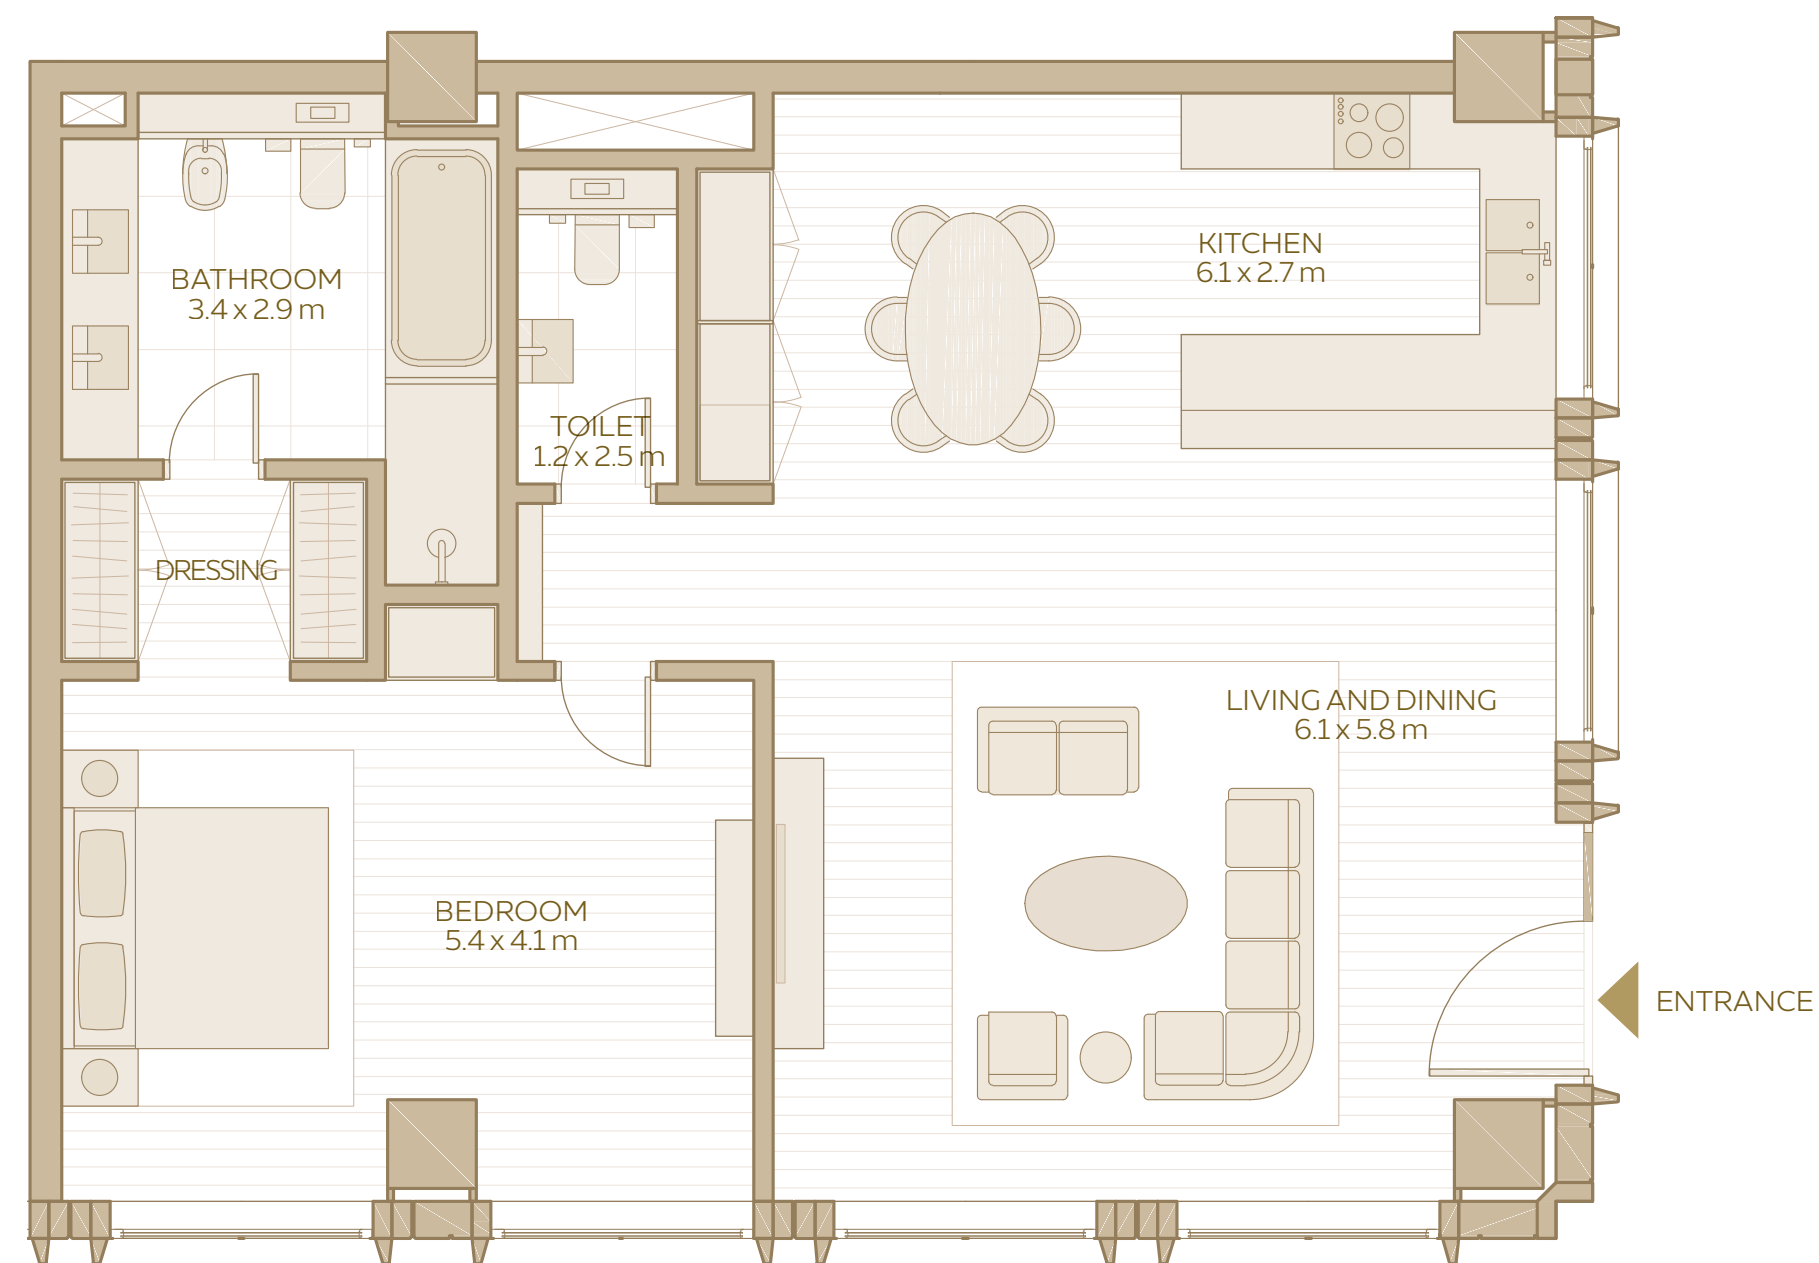 KITCHEN
6.1 x 2.7 m
BATHROOM
3.4 x 2.9 m
TOILET
1.2 x 2.5 m
DRESSING
LIVING AND DINING
6.1 x 5.8 m
BEDROOM
5.4 x 4.1 m
ENTRANCE